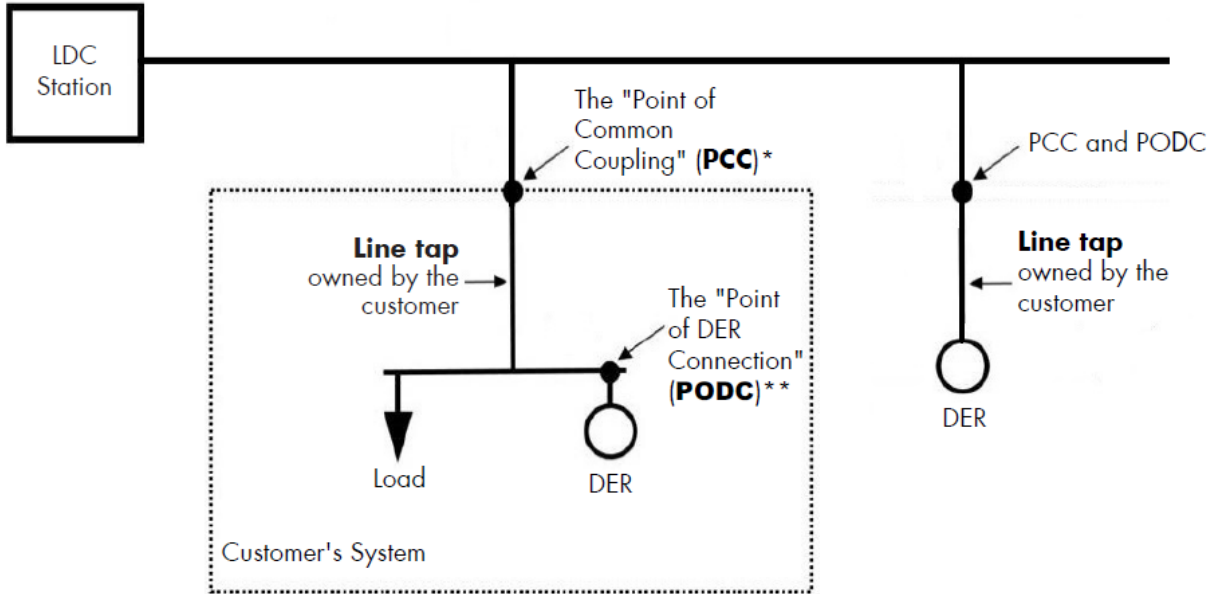 LDC
Station
The "Point of
Common
Coupling" (PCC)*
PCC and PODC
Line tap
owned by the
customer
Line tap
owned by the
customer
The "Point
of DER
Connection"
(PODC)**
DER
Load
DER
Customer's System